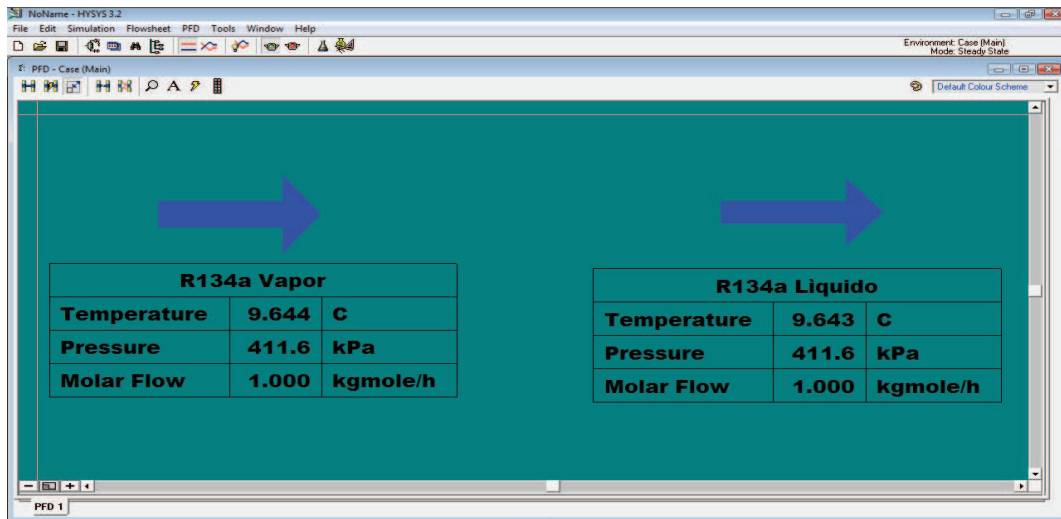 NoName - HYSYS 3.2
File Edit Simulation Flowsheet PFD Tools Window Help
Environment: Case (Main)
Mode: Steady State
PFD - Case (Main)
A
Default Colour Scheme
R134a Vapor
Temperature 9.644 C
Pressure 411.6 kPa
Molar Flow 1.000 kgmole/h
R134a Liquido
Temperature 9.643 C
Pressure 411.6 kPa
Molar Flow 1.000 kgmole/h
PFD 1